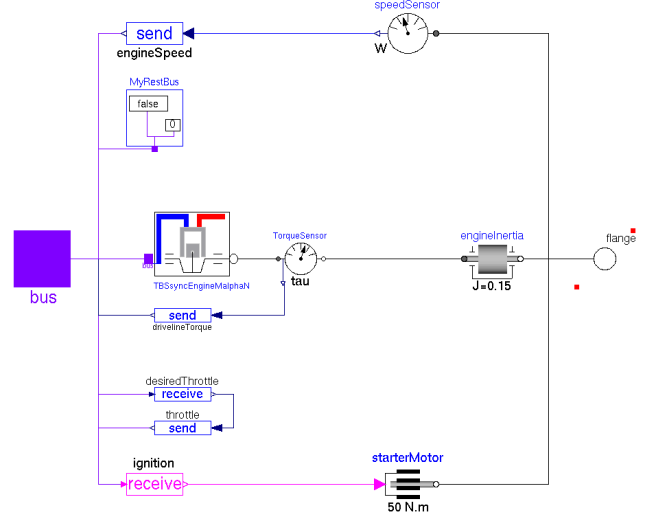 speedSensor
send
w
engineSpeed
MyRestBus
false
0
TorqueSensor
engineInertia
flange
bus
tau
J=0.15
TBSsyncEngineMalphaN
bus
send
drivelineTorque
desiredThrottle
receive
throttle
send
ignition
starterMotor
receive
50 N.m